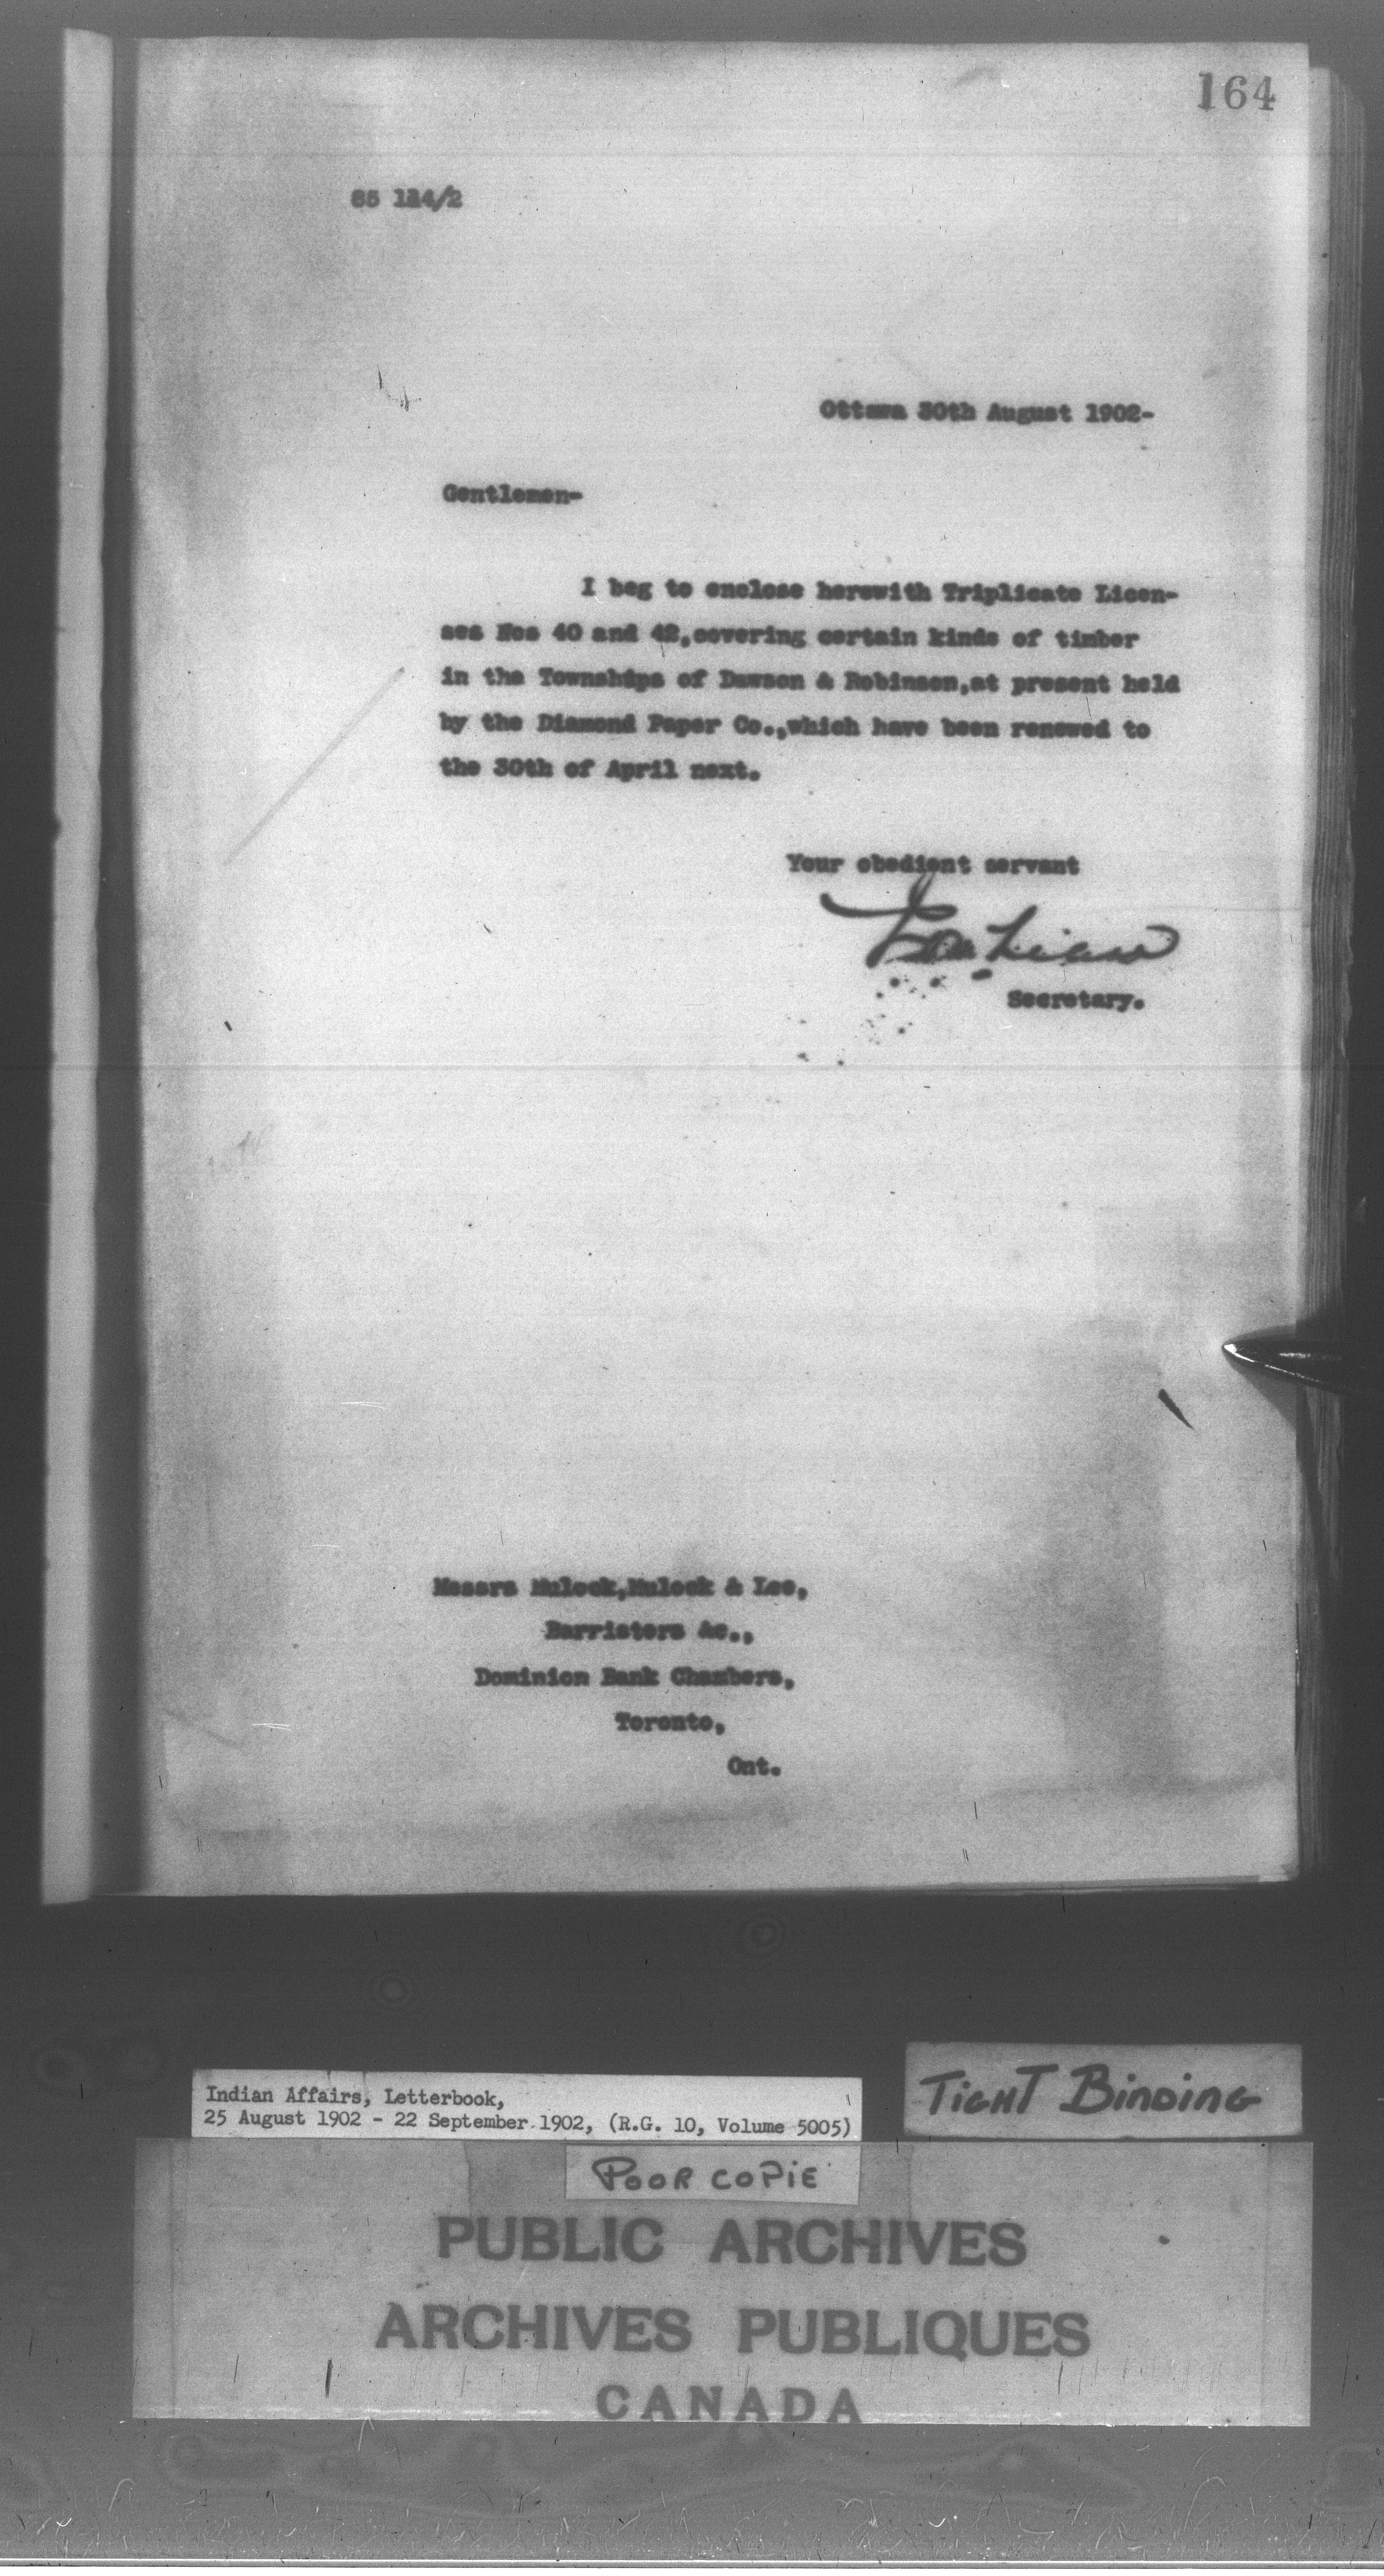 164
85 124/2
Ottawa 30th August 1902-
Gentlemen-
I beg to enclose herewith Triplicate Licen-
ses Nos 40 and 42,covering certain kinds of timber
in the Townships of Dawson & Robinson,at present held
by the Diamond Paper Co.,which have been renewed to
the 30th of April next.
Your obedient servant
Secretary.
Messrs Mulock,Mulock & Lee,
Barristers &c.,
Dominion Bank Chambers,
Toronto,
Ont.
Indian Affairs, Letterbook,
25 August 1902 - 22 September 1902, (R.G. 10, Volume 5005)
TIGHT BINDING
POOR COPIE
PUBLIC ARCHIVES
ARCHIVES PUBLIQUES
CANADA